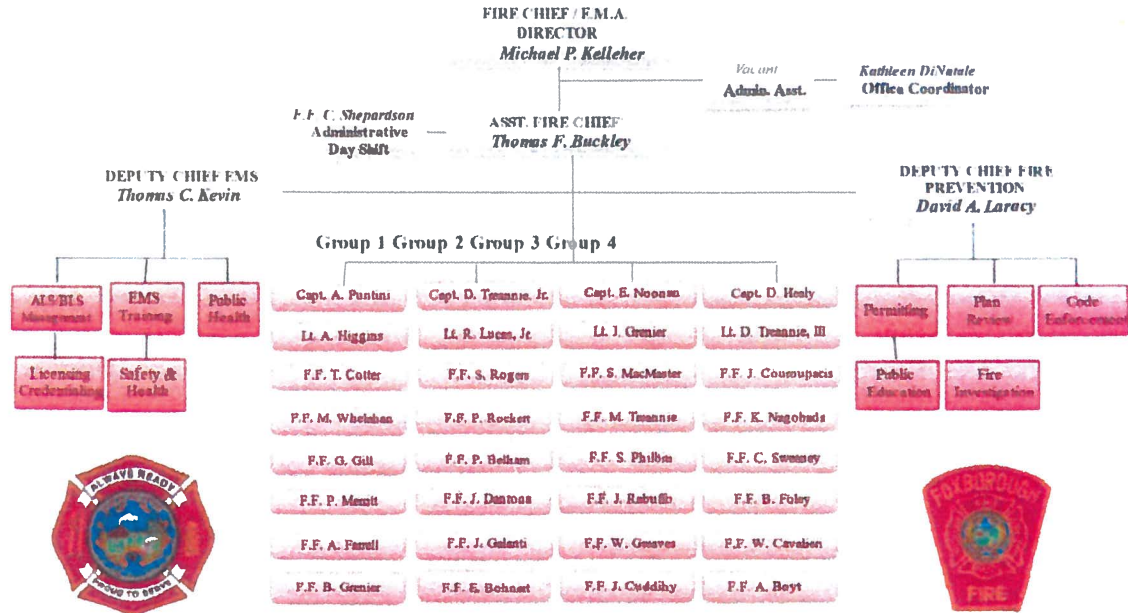 FIRE CHIEF / E.M.A.
DIRECTOR
Michael P. Kelleher
Vacant
Admin. Asst.
Kathleen DiNatale
Office Coordinator
F.F. C. Shepardson
Administrative
Day Shift
ASST. FIRE CHIEF
Thomas F. Buckley
DEPUTY CHIEF EMS
Thomas C. Kevin
DEPUTY CHIEF FIRE
PREVENTION
David A. Laracy
Group 1 Group 2 Group 3 Group 4
ALS/BLS
Management
EMS
Training
Public
Health
Licensing
Credentialing
Safety &
Health
Capt. A. Puntini
Capt. D. Treannie, Jr.
Capt. E. Noonan
Capt. D. Healy
Lt. A. Higgins
Lt. R. Lucas, Jr.
Lt. J. Grenier
Lt. D. Treannie, III
F.F. T. Cotter
F.F. S. Rogers
F.F. S. MacMaster
F.F. J. Couroupacis
F.F. M. Whelahan
F.F. P. Rockett
F.F. M. Treannie
F.F. K. Nagobads
F.F. G. Gill
F.F. P. Belham
F.F. S. Philbin
F.F. C. Sweeney
F.F. P.
F.F. J. Dantona
F.F. J. Rebuffo
F.F. B. Foley
F.F. A. Farrell
F.F. J. Galanti
F.F. W. Greaves
F.F. W.
F.F. B. Grenier
F.F. E. Bohnert
F.F. J. Cuddihy
F.F. A. Boyt
Permitting
Plan
Review
Code
Enforcement
Public
Education
Fire
Investigation
ALWAYS READY
PROUD TO SERVE
FOXBOROUGH
FIRE